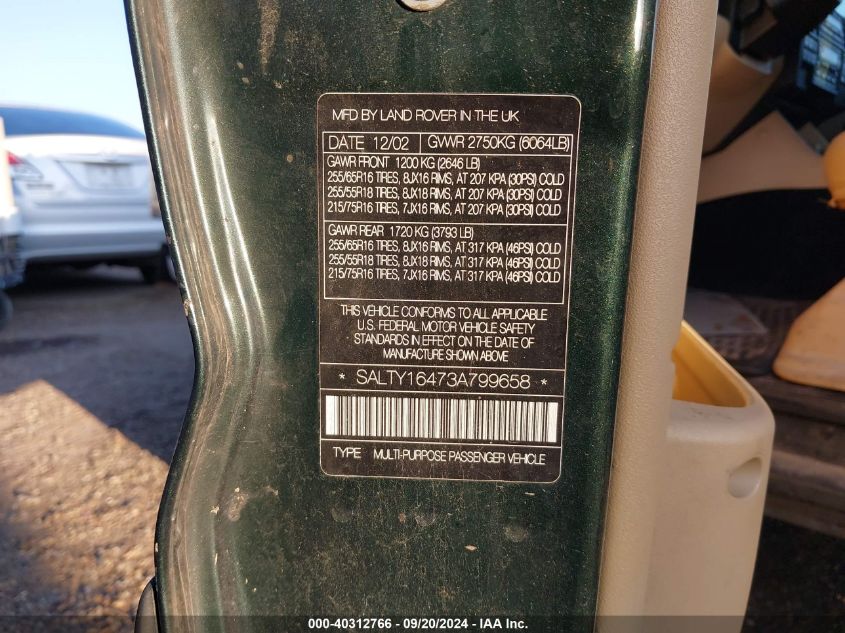 MFD BY LAND ROVER IN THE UK
DATE 12/02 GVWR 2750KG (6064LB)
GAWR FRONT 1200 KG (2646 LB)
255/65R16 TIRES, 8JX16 RIMS, AT 207 KPA (30PSI) COLD
255/55R18 TIRES, 8JX18 RIMS, AT 207 KPA (30PSI) COLD
215/75R16 TIRES, 7JX16 RIMS, AT 207 KPA (30PSI) COLD
GAWR REAR 1720 KG (3793 LB)
255/65R16 TIRES, 8JX16 RIMS, AT 317 KPA (46PSI) COLD
255/55R18 TIRES, 8JX18 RIMS, AT 317 KPA (46PSI) COLD
215/75R16 TIRES, 7JX16 RIMS, AT 317 KPA (46PSI) COLD
THIS VEHICLE CONFORMS TO ALL APPLICABLE
U.S. FEDERAL MOTOR VEHICLE SAFETY
STANDARDS IN EFFECT ON THE DATE OF
MANUFACTURE SHOWN ABOVE
* SALTY16473A799658 *
TYPE MULTI-PURPOSE PASSENGER VEHICLE
000-40312766 - 09/20/2024 - IAA Inc.